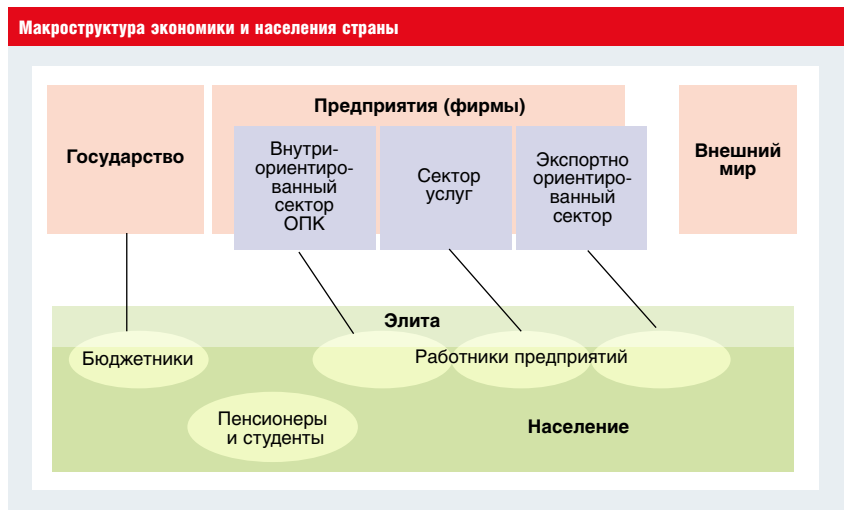 Макроструктура экономики и населения страны
Предприятия (фирмы)
Государство
Внутри-
ориентиро-
ванный
сектор
ОПК
Сектор
услуг
Экспортно
ориентиро-
ванный
сектор
Внешний
мир
Элита
Бюджетники
Работники предприятий
Пенсионеры
и студенты
Население